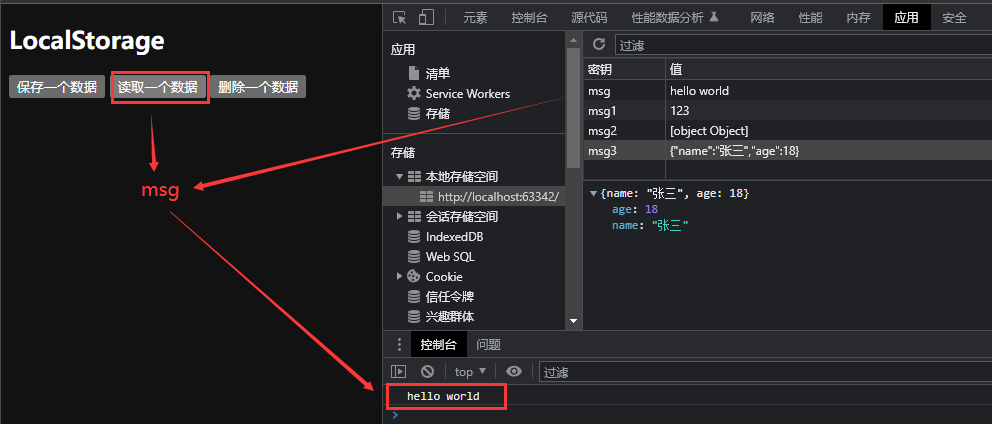 LocalStorage
保存一个数据 读取一个数据 删除一个数据
msg
元素 控制台 源代码 性能数据分析 网络 性能 内存 应用 安全
应用
清单
Service Workers
存储
存储
本地存储空间
http://localhost:63342/
会话存储空间
IndexedDB
Web SQL
Cookie
信任令牌
兴趣群体
过滤
密钥 值
msg hello world
msg1 123
msg2 [object Object]
msg3 {"name":"张三","age":18}
{name: "张三", age: 18}
age: 18
name: "张三"
控制台 问题
top 过滤
hello world